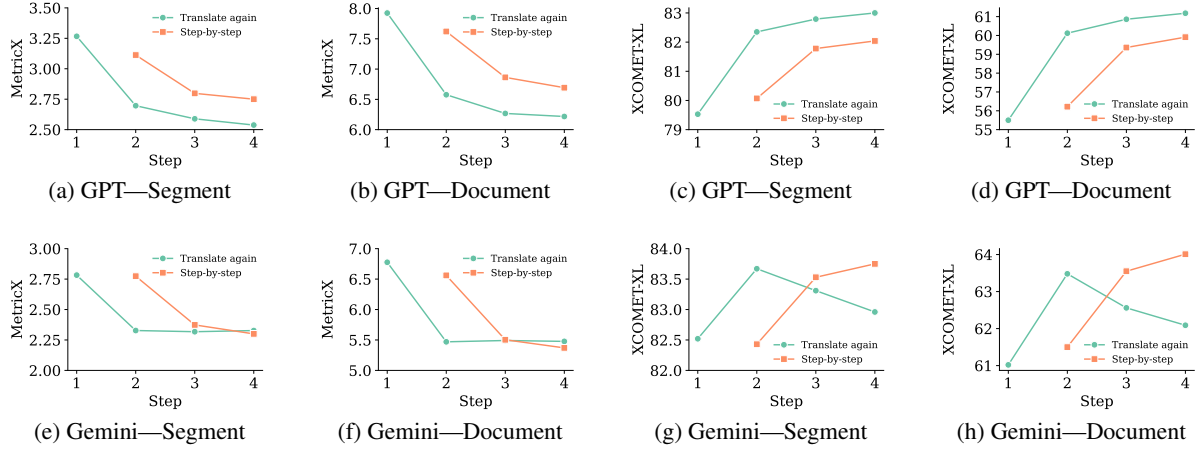 3.50
3.25
3.00
2.75
2.50
MetricX
Translate again
Step-by-step
1 2 3 4
Step
(a) GPT—Segment
8.0
7.5
7.0
6.5
6.0
MetricX
Translate again
Step-by-step
1 2 3 4
Step
(b) GPT—Document
83
82
81
80
79
XCOMET-XL
Translate again
Step-by-step
1 2 3 4
Step
(c) GPT—Segment
61
60
59
58
57
56
55
XCOMET-XL
Translate again
Step-by-step
1 2 3 4
Step
(d) GPT—Document
3.00
2.75
2.50
2.25
2.00
MetricX
Translate again
Step-by-step
1 2 3 4
Step
(e) Gemini—Segment
7.0
6.5
6.0
5.5
5.0
MetricX
Translate again
Step-by-step
1 2 3 4
Step
(f) Gemini—Document
84.0
83.5
83.0
82.5
82.0
XCOMET-XL
Translate again
Step-by-step
1 2 3 4
Step
(g) Gemini—Segment
64
63
62
61
XCOMET-XL
Translate again
Step-by-step
1 2 3 4
Step
(h) Gemini—Document